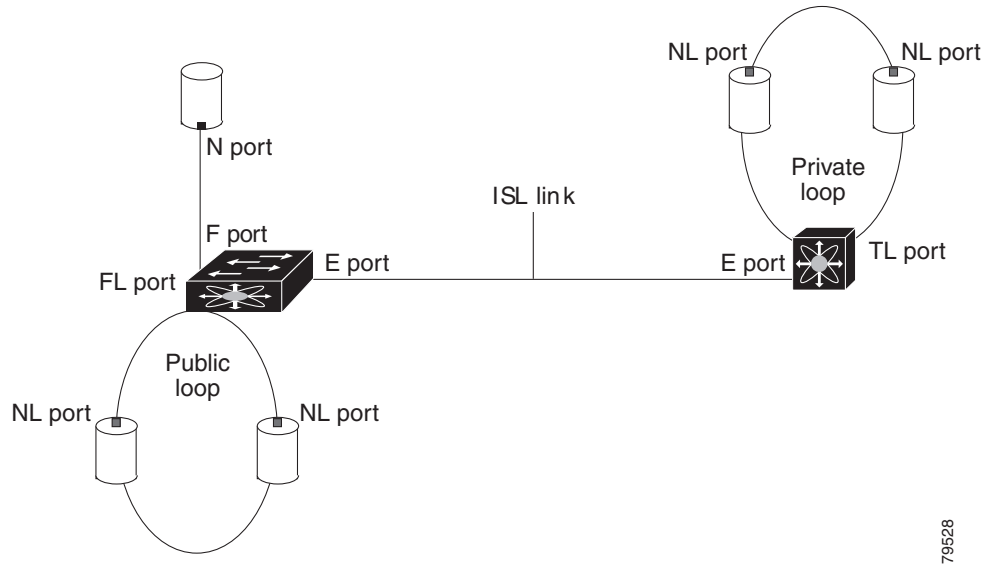 NL port
NL port
N port
Private
loop
ISL link
F port
E port
FL port
E port
TL port
Public
loop
NL port
NL port
79528